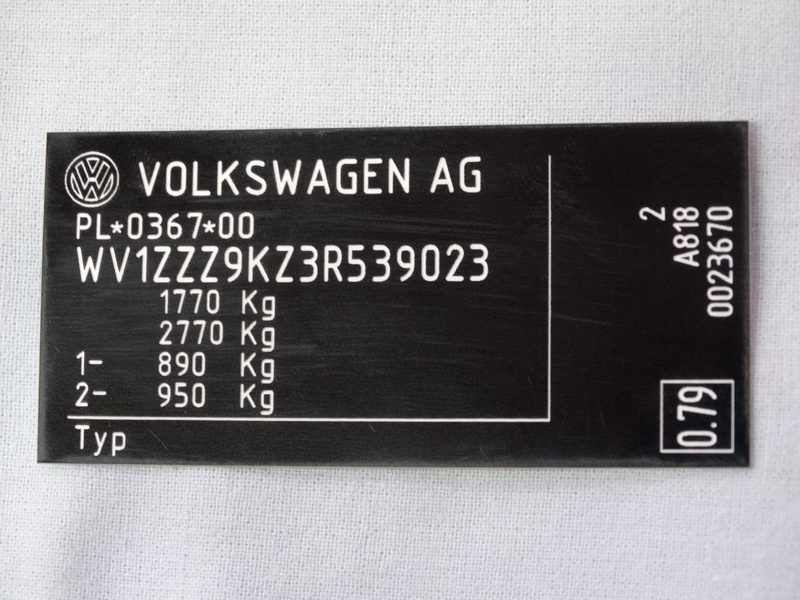 VOLKSWAGEN AG
PL*0367*00
WV1ZZZ9KZ3R539023
1770 Kg
2770 Kg
1- 890 Kg
2- 950 Kg
Typ
2
A818
0023670
0.79